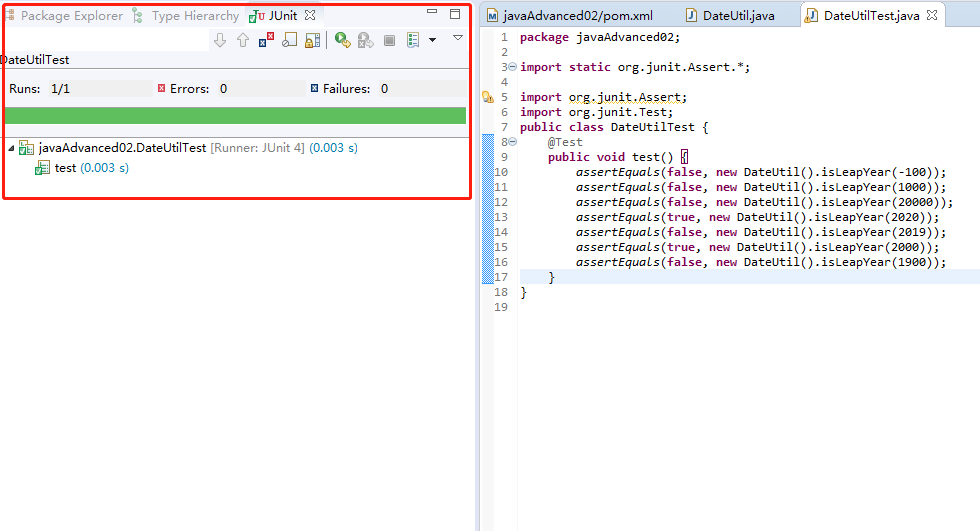 Package Explorer Type Hierarchy JUnit
DateUtilTest
Runs: 1/1 Errors: 0 Failures: 0
javaAdvanced02.DateUtilTest [Runner: JUnit 4] (0.003 s)
test (0.003 s)
javaAdvanced02/pom.xml DateUtil.java DateUtilTest.java
1 package javaAdvanced02;
2
3 import static org.junit.Assert.*;
4
5 import org.junit.Assert;
6 import org.junit.Test;
7 public class DateUtilTest {
8 @Test
9 public void test() {
10 assertEquals(false, new DateUtil().isLeapYear(-100));
11 assertEquals(false, new DateUtil().isLeapYear(1000));
12 assertEquals(false, new DateUtil().isLeapYear(20000));
13 assertEquals(true, new DateUtil().isLeapYear(2020));
14 assertEquals(false, new DateUtil().isLeapYear(2019));
15 assertEquals(true, new DateUtil().isLeapYear(2000));
16 assertEquals(false, new DateUtil().isLeapYear(1900));
17 }
18 }
19